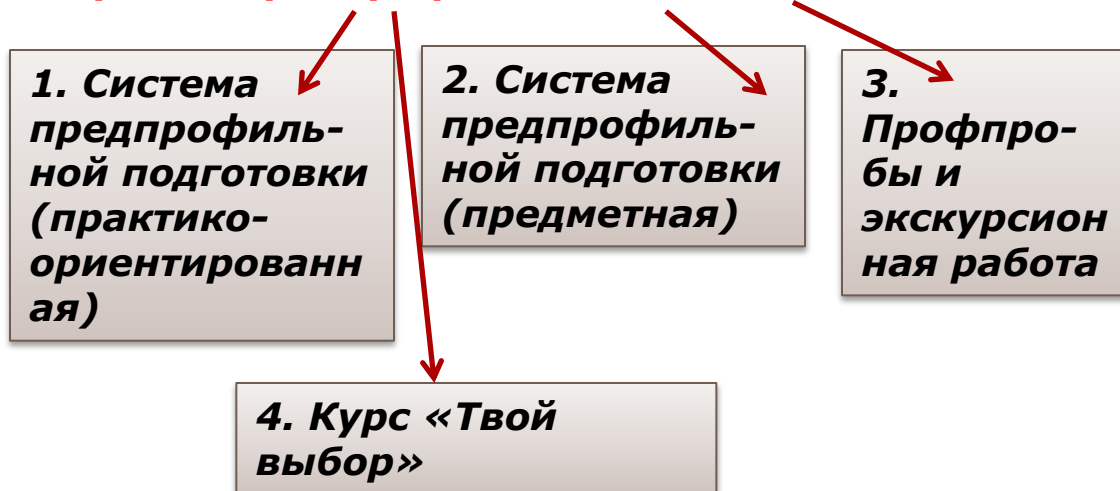 1. Система
предпрофиль-
ной подготовки
(практико-
ориентированн
ая)
2. Система
предпрофиль-
ной подготовки
(предметная)
3.
Профпро-
бы и
экскурсион
ная работа
4. Курс «Твой
выбор»